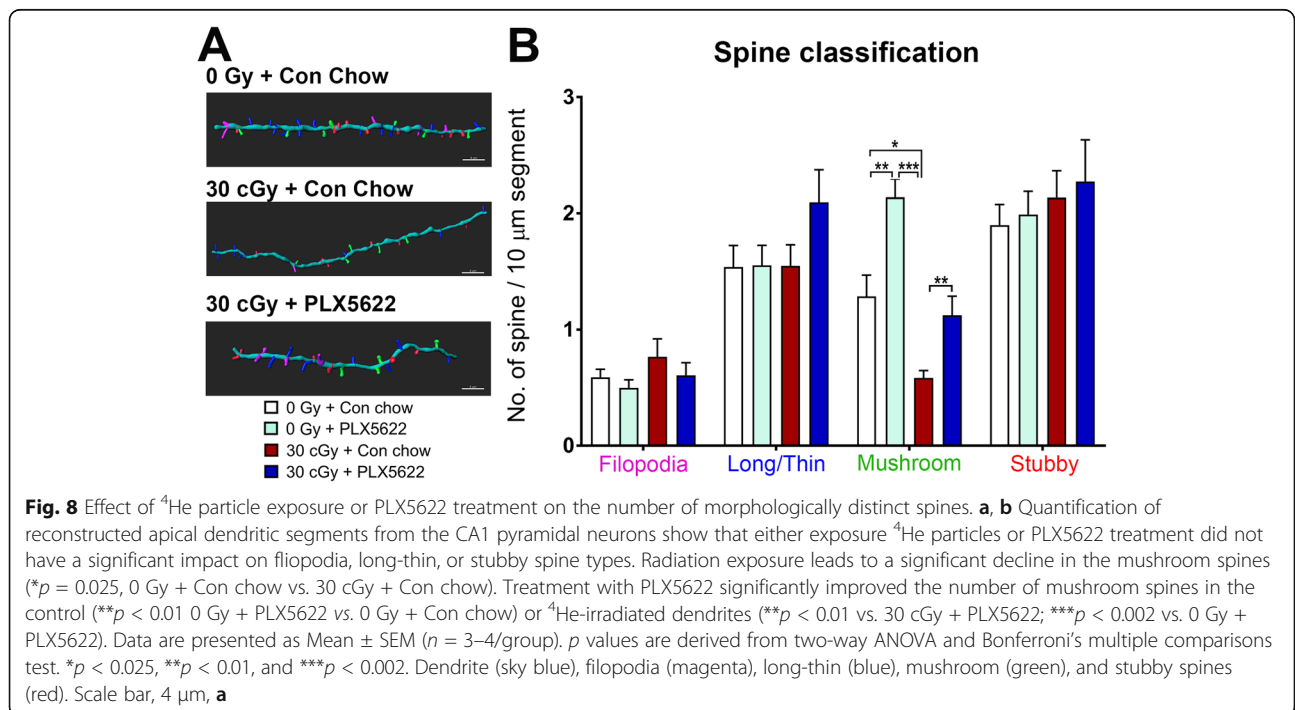 A
0 Gy + Con Chow
30 cGy + Con Chow
30 cGy + PLX5622
0 Gy + Con chow
0 Gy + PLX5622
30 cGy + Con chow
30 cGy + PLX5622
B
Spine classification
No. of spine / 10 µm segment
3
2
1
0
*
** ***
**
Filopodia Long/Thin Mushroom Stubby
Fig. 8 Effect of ⁴He particle exposure or PLX5622 treatment on the number of morphologically distinct spines. a, b Quantification of
reconstructed apical dendritic segments from the CA1 pyramidal neurons show that either exposure ⁴He particles or PLX5622 treatment did not
have a significant impact on fliopodia, long-thin, or stubby spine types. Radiation exposure leads to a significant decline in the mushroom spines
(*p = 0.025, 0 Gy + Con chow vs. 30 cGy + Con chow). Treatment with PLX5622 significantly improved the number of mushroom spines in the
control (**p < 0.01 0 Gy + PLX5622 vs. 0 Gy + Con chow) or ⁴He-irradiated dendrites (**p < 0.01 vs. 30 cGy + PLX5622; ***p < 0.002 vs. 0 Gy +
PLX5622). Data are presented as Mean ± SEM (n = 3–4/group). p values are derived from two-way ANOVA and Bonferroni's multiple comparisons
test. *p < 0.025, **p < 0.01, and ***p < 0.002. Dendrite (sky blue), filopodia (magenta), long-thin (blue), mushroom (green), and stubby spines
(red). Scale bar, 4 µm, a